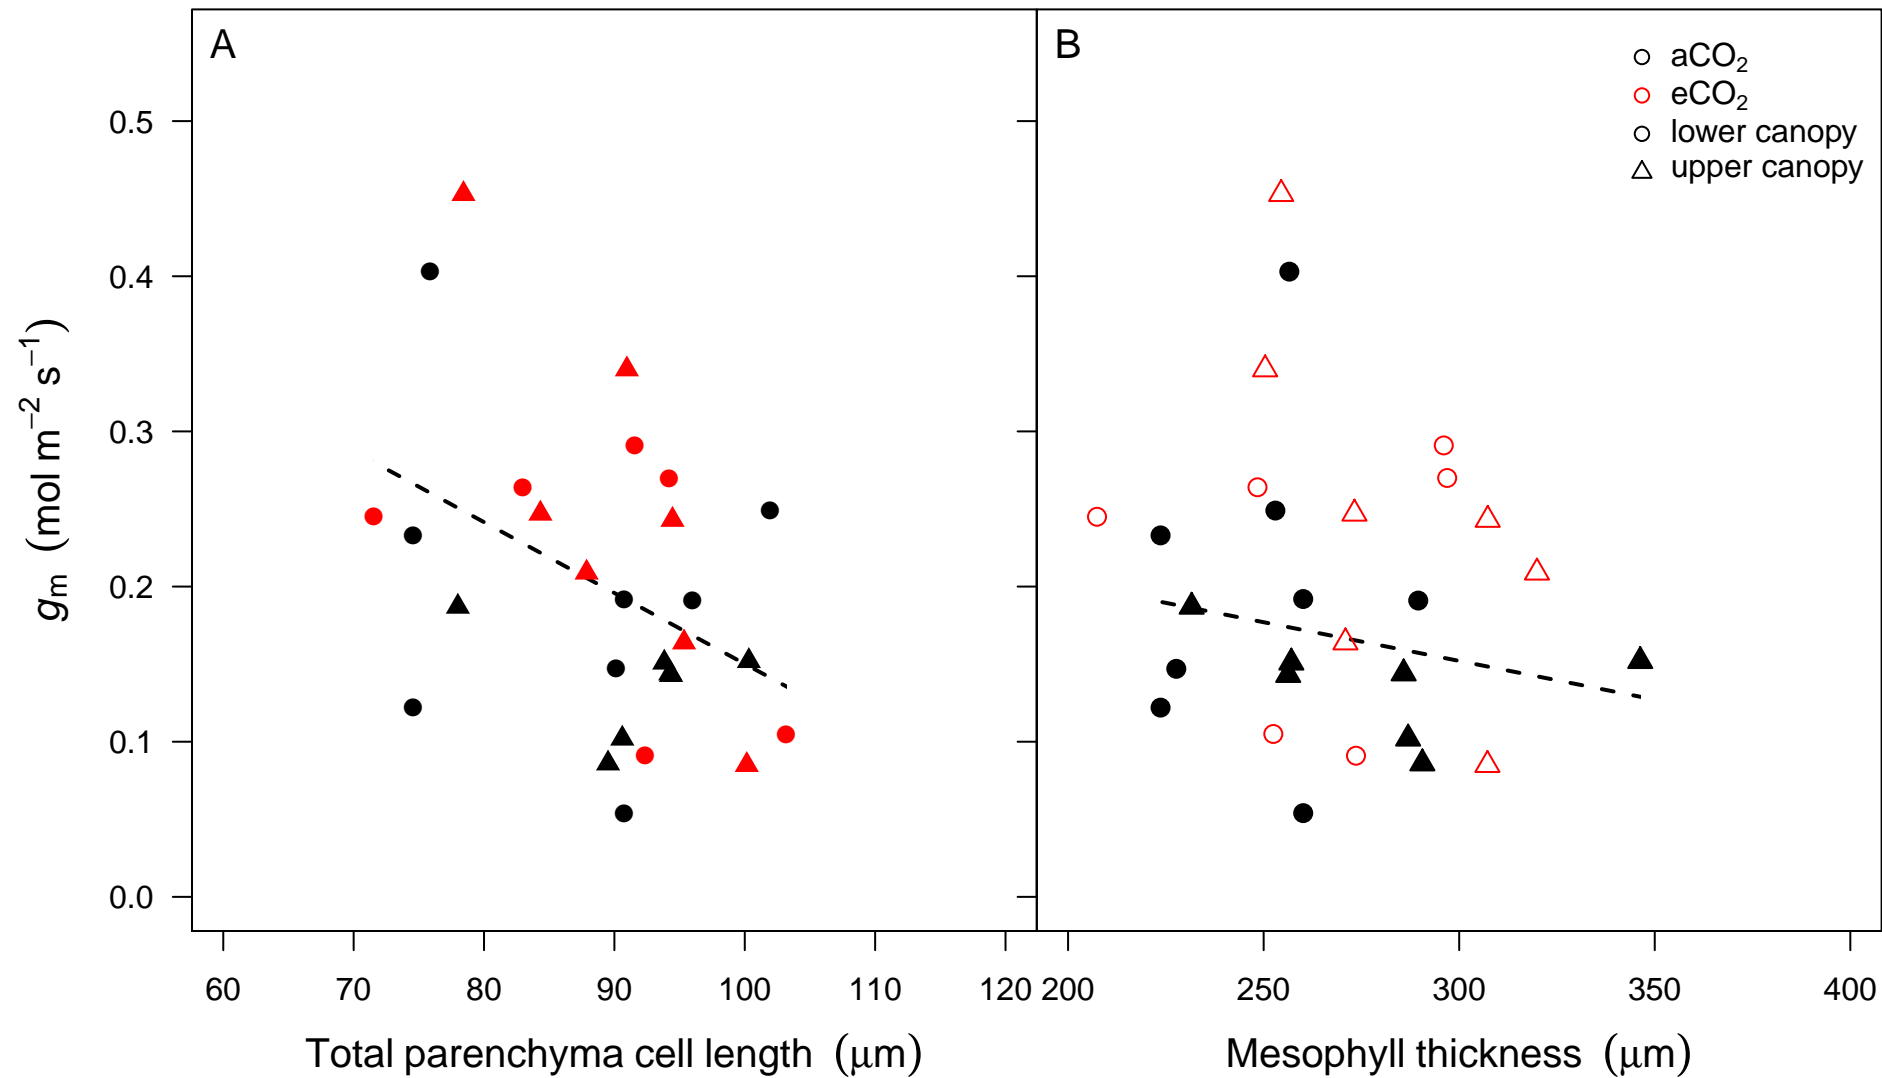 A
B
aCO₂
eCO₂
lower canopy
upper canopy
0.5
0.4
0.3
0.2
0.1
0.0
gₘ (mol m⁻² s⁻¹)
60 70 80 90 100 110 120 200 250 300 350 400
Total parenchyma cell length (μm)
Mesophyll thickness (μm)